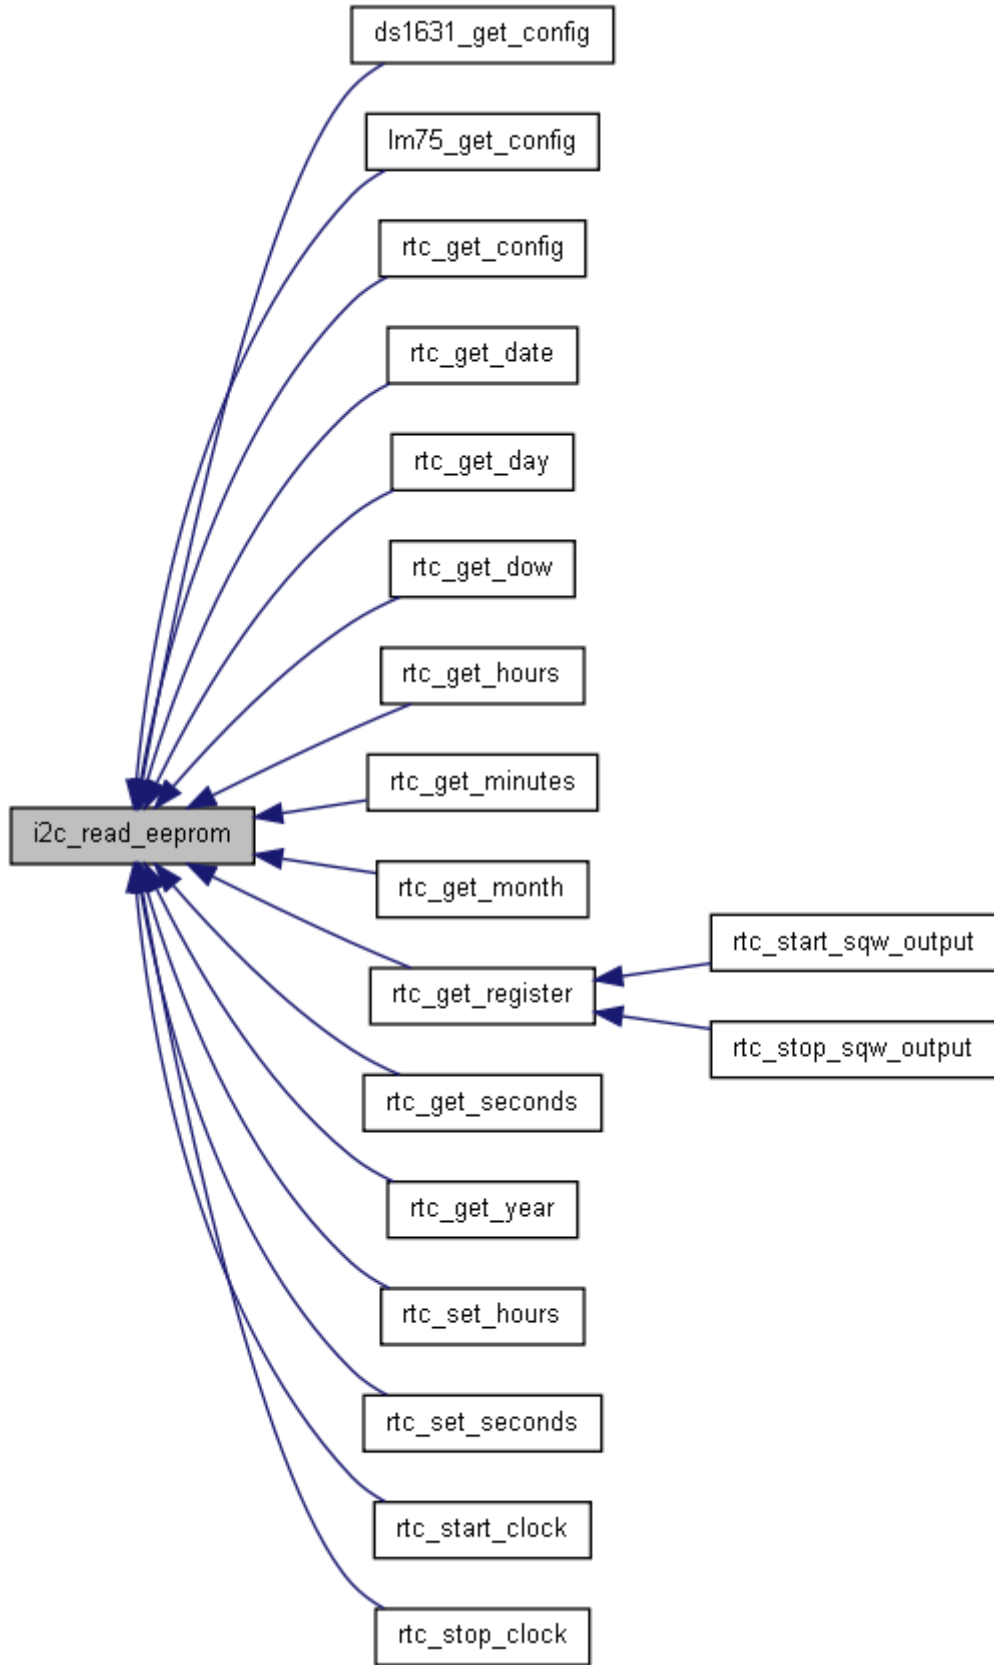 ds1631_get_config
lm75_get_config
rtc_get_config
rtc_get_date
rtc_get_day
rtc_get_dow
rtc_get_hours
rtc_get_minutes
i2c_read_eeprom
rtc_get_month
rtc_start_sqw_output
rtc_get_register
rtc_stop_sqw_output
rtc_get_seconds
rtc_get_year
rtc_set_hours
rtc_set_seconds
rtc_start_clock
rtc_stop_clock